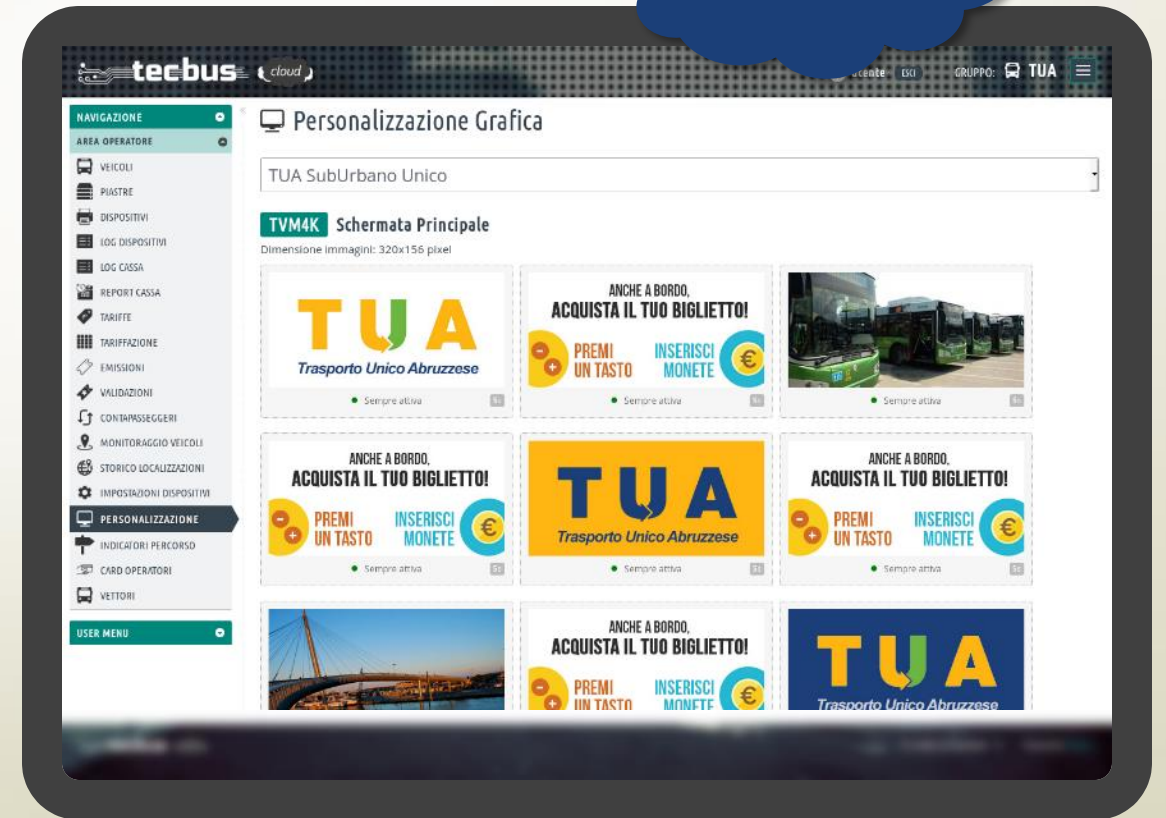 tecbus cloud
utente ESCI GRUPPO: TUA
NAVIGAZIONE
AREA OPERATORE
VEICOLI
PIASTRE
DISPOSITIVI
LOG DISPOSITIVI
LOG CASSA
REPORT CASSA
TARIFFE
TARIFFAZIONE
EMISSIONI
VALIDAZIONI
CONTAPASSEGGERI
MONITORAGGIO VEICOLI
STORICO LOCALIZZAZIONI
IMPOSTAZIONI DISPOSITIVI
PERSONALIZZAZIONE
INDICATORI PERCORSO
CARD OPERATORI
VETTORI
USER MENU
Personalizzazione Grafica
TUA SubUrbano Unico
TVM4K Schermata Principale
Dimensione immagini: 320x156 pixel
TUA
Trasporto Unico Abruzzese
Sempre attiva
ANCHE A BORDO,
ACQUISTA IL TUO BIGLIETTO!
PREMI INSERISCI
UN TASTO MONETE
€
Sempre attiva
Sempre attiva
ANCHE A BORDO,
ACQUISTA IL TUO BIGLIETTO!
PREMI INSERISCI
UN TASTO MONETE
€
Sempre attiva
TUA
Trasporto Unico Abruzzese
Sempre attiva
ANCHE A BORDO,
ACQUISTA IL TUO BIGLIETTO!
PREMI INSERISCI
UN TASTO MONETE
€
Sempre attiva
ANCHE A BORDO,
ACQUISTA IL TUO BIGLIETTO!
PREMI INSERISCI
UN TASTO MONETE
€
TUA
Trasporto Unico Abruzzese